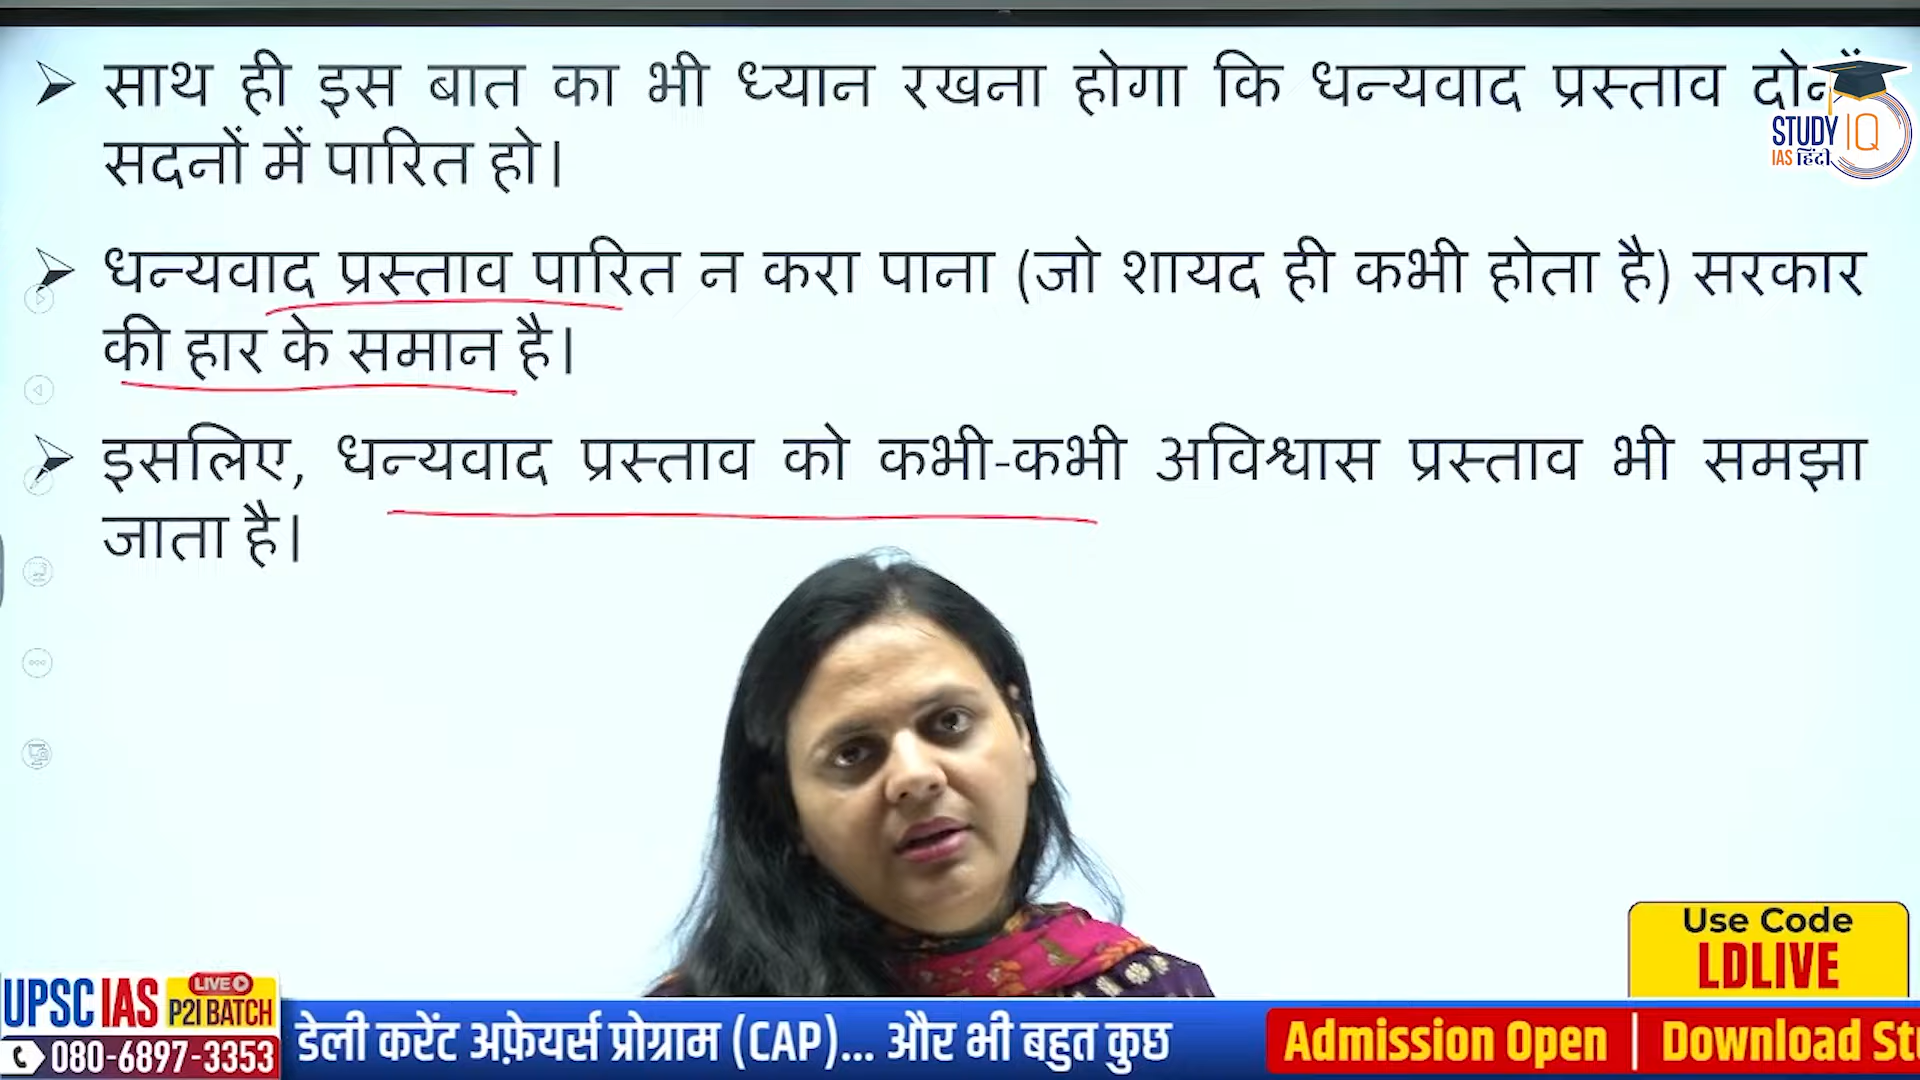 साथ ही इस बात का भी ध्यान रखना होगा कि धन्यवाद प्रस्ताव
सदनों में पारित हो।
धन्यवाद प्रस्ताव पारित न करा पाना (जो शायद ही कभी होता है) सरकार
की हार के समान है।
इसलिए, धन्यवाद प्रस्ताव को कभी-कभी अविश्वास प्रस्ताव भी समझा
जाता है।
STUDY IQ
IAS हिंदी
Use Code
LDLIVE
UPSC IAS
LIVE
P2I BATCH
080-6897-3353
डेली करेंट अफ़ेयर्स प्रोग्राम (CAP)... और भी बहुत कुछ
Admission Open | Download